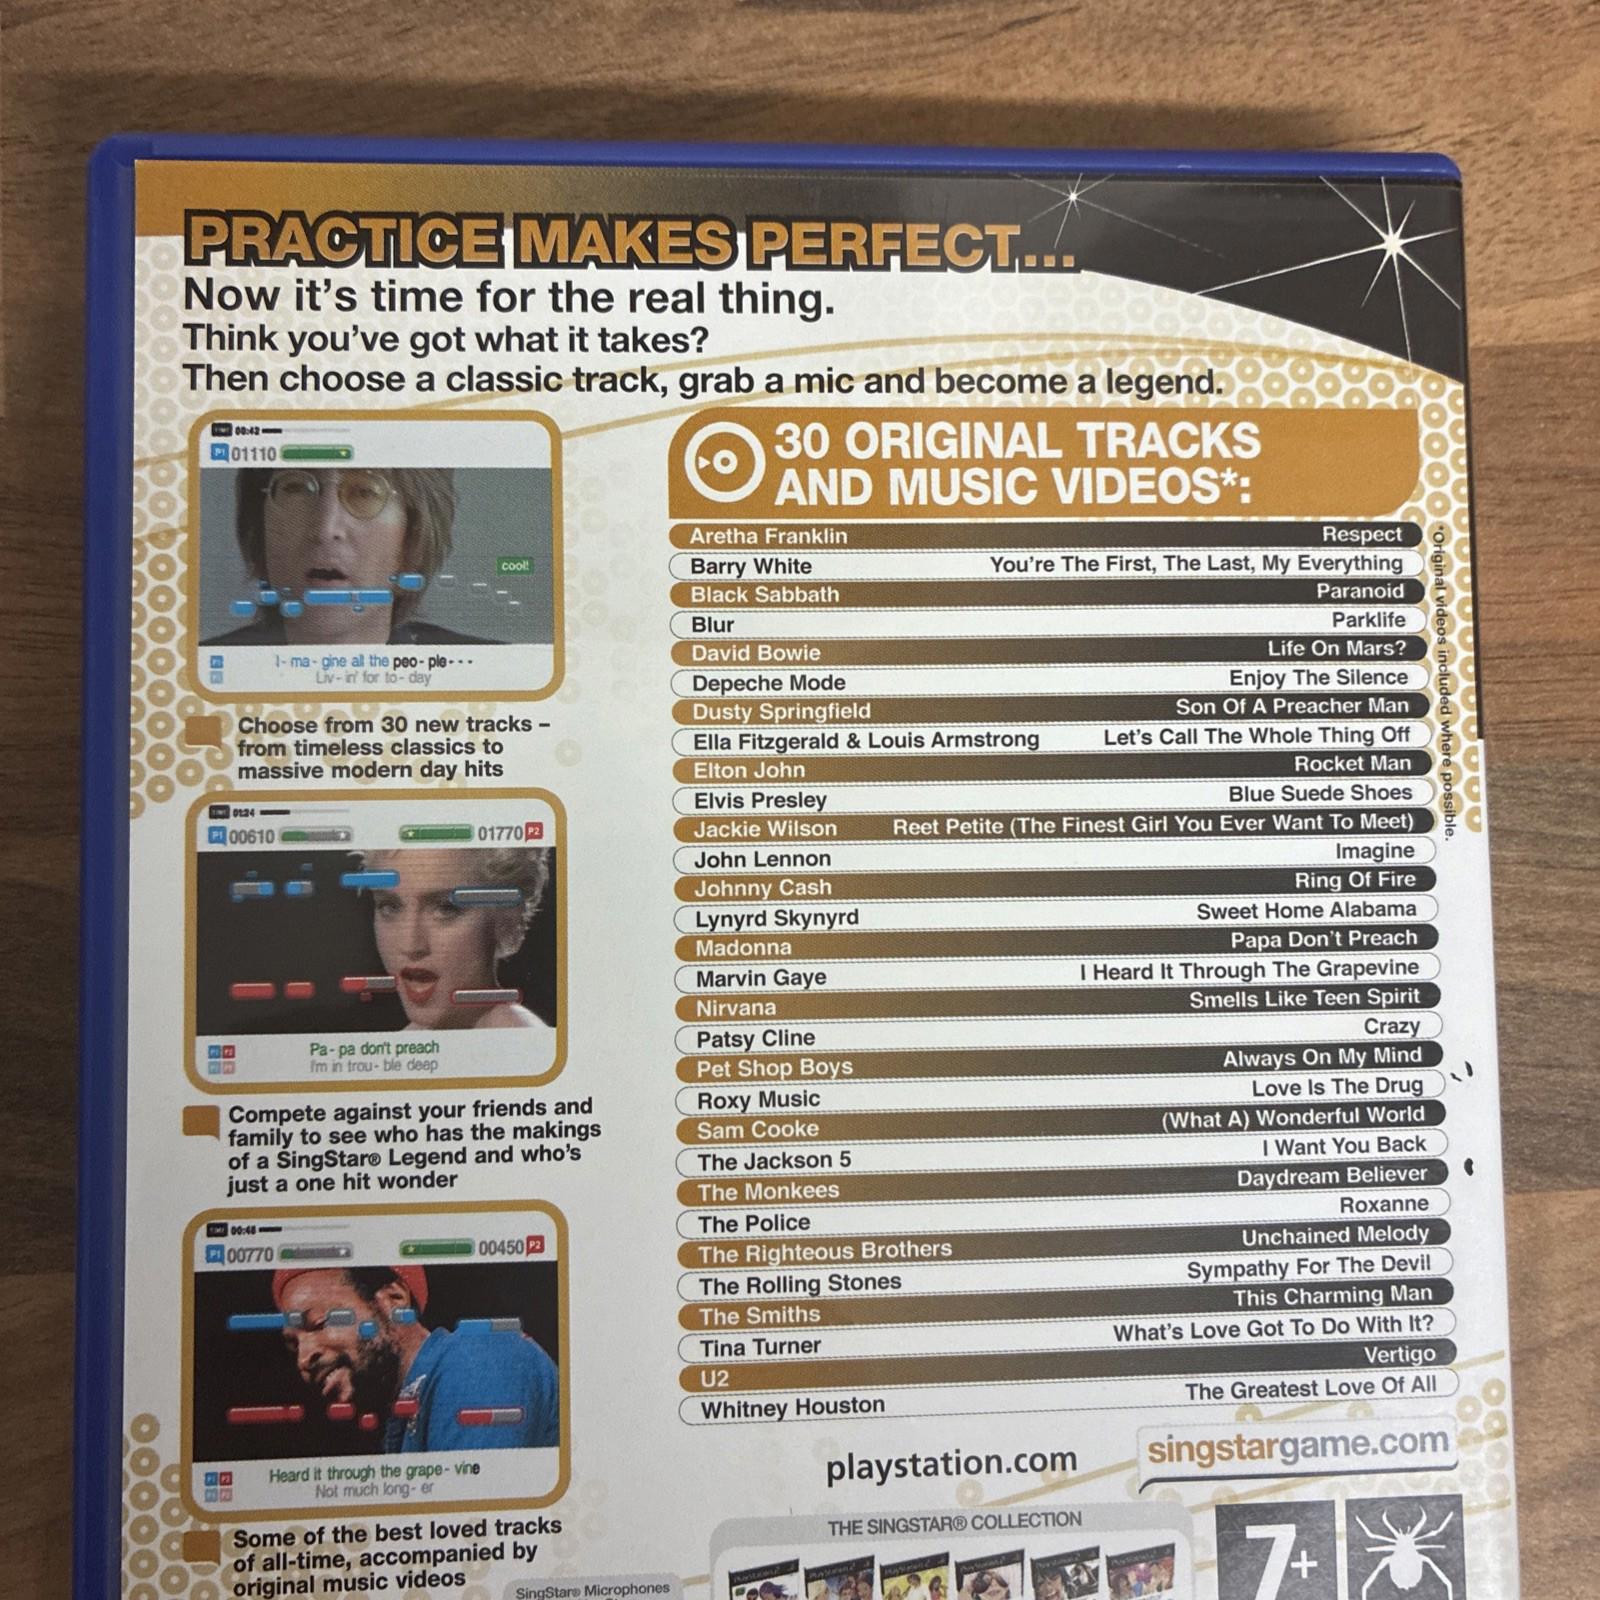 PRACTICE MAKES PERFECT...
Now it's time for the real thing.
Think you've got what it takes?
Then choose a classic track, grab a mic and become a legend.
TIME 00:42
P1 01110
cool!
I- ma- gine all the peo- ple- - -
Liv- in' for to- day
Choose from 30 new tracks –
from timeless classics to
massive modern day hits
TIME 01:24
P1 00610 01770 P2
Pa- pa don't preach
I'm in trou- ble deep
Compete against your friends and
family to see who has the makings
of a SingStar® Legend and who's
just a one hit wonder
TIME 00:48
P1 00770 00450 P2
Heard it through the grape- vine
Not much long- er
Some of the best loved tracks
of all-time, accompanied by
original music videos
30 ORIGINAL TRACKS
AND MUSIC VIDEOS*:
Aretha Franklin Respect
Barry White You're The First, The Last, My Everything
Black Sabbath Paranoid
Blur Parklife
David Bowie Life On Mars?
Depeche Mode Enjoy The Silence
Dusty Springfield Son Of A Preacher Man
Ella Fitzgerald & Louis Armstrong Let's Call The Whole Thing Off
Elton John Rocket Man
Elvis Presley Blue Suede Shoes
Jackie Wilson Reet Petite (The Finest Girl You Ever Want To Meet)
John Lennon Imagine
Johnny Cash Ring Of Fire
Lynyrd Skynyrd Sweet Home Alabama
Madonna Papa Don't Preach
Marvin Gaye I Heard It Through The Grapevine
Nirvana Smells Like Teen Spirit
Patsy Cline Crazy
Pet Shop Boys Always On My Mind
Roxy Music Love Is The Drug
Sam Cooke (What A) Wonderful World
The Jackson 5 I Want You Back
The Monkees Daydream Believer
The Police Roxanne
The Righteous Brothers Unchained Melody
The Rolling Stones Sympathy For The Devil
The Smiths This Charming Man
Tina Turner What's Love Got To Do With It?
U2 Vertigo
Whitney Houston The Greatest Love Of All
*Original videos included where possible.
playstation.com
singstargame.com
THE SINGSTAR® COLLECTION
SingStar® Microphones
7+